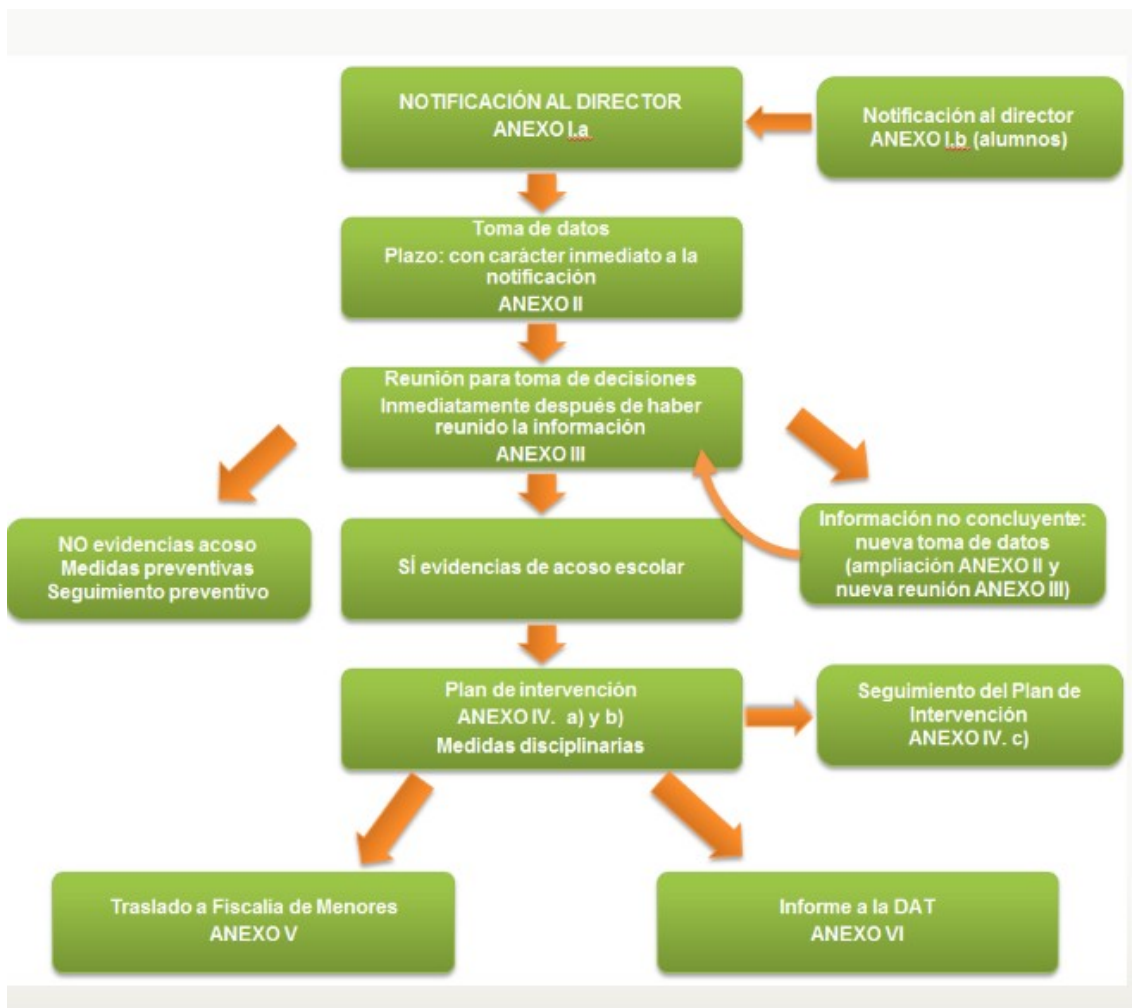 NOTIFICACIÓN AL DIRECTOR
ANEXO I.a
Notificación al director
ANEXO I.b (alumnos)
Toma de datos
Plazo: con carácter inmediato a la
notificación
ANEXO II
Reunión para toma de decisiones
Inmediatamente después de haber
reunido la información
ANEXO III
NO evidencias acoso
Medidas preventivas
Seguimiento preventivo
SÍ evidencias de acoso escolar
Información no concluyente:
nueva toma de datos
(ampliación ANEXO II y
nueva reunión ANEXO III)
Plan de intervención
ANEXO IV. a) y b)
Medidas disciplinarias
Seguimiento del Plan de
Intervención
ANEXO IV. c)
Traslado a Fiscalía de Menores
ANEXO V
Informe a la DAT
ANEXO VI